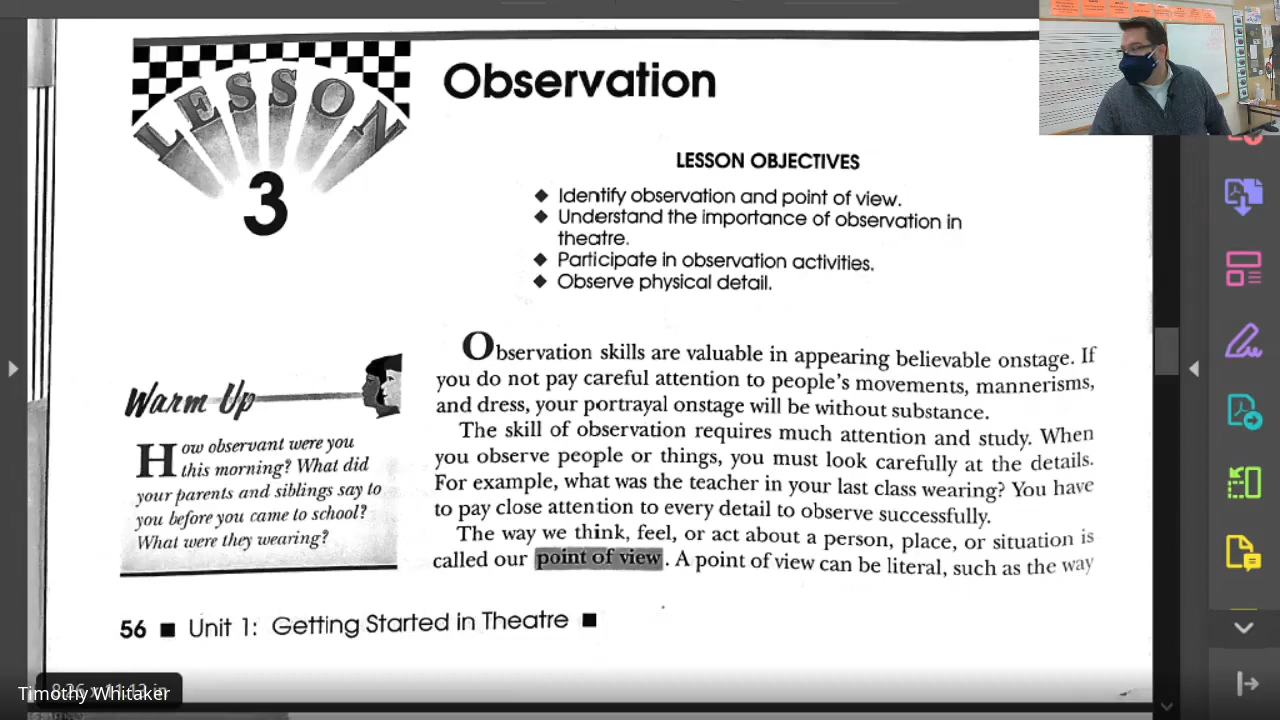 LESSON
3
Observation
LESSON OBJECTIVES
◆ Identify observation and point of view.
◆ Understand the importance of observation in
theatre.
◆ Participate in observation activities.
◆ Observe physical detail.
Warm Up
How observant were you
this morning? What did
your parents and siblings say to
you before you came to school?
What were they wearing?
Observation skills are valuable in appearing believable onstage. If
you do not pay careful attention to people's movements, mannerisms,
and dress, your portrayal onstage will be without substance.
The skill of observation requires much attention and study. When
you observe people or things, you must look carefully at the details.
For example, what was the teacher in your last class wearing? You have
to pay close attention to every detail to observe successfully.
The way we think, feel, or act about a person, place, or situation is
called our point of view. A point of view can be literal, such as the way
56 ■ Unit 1: Getting Started in Theatre ■
Timothy Whitaker